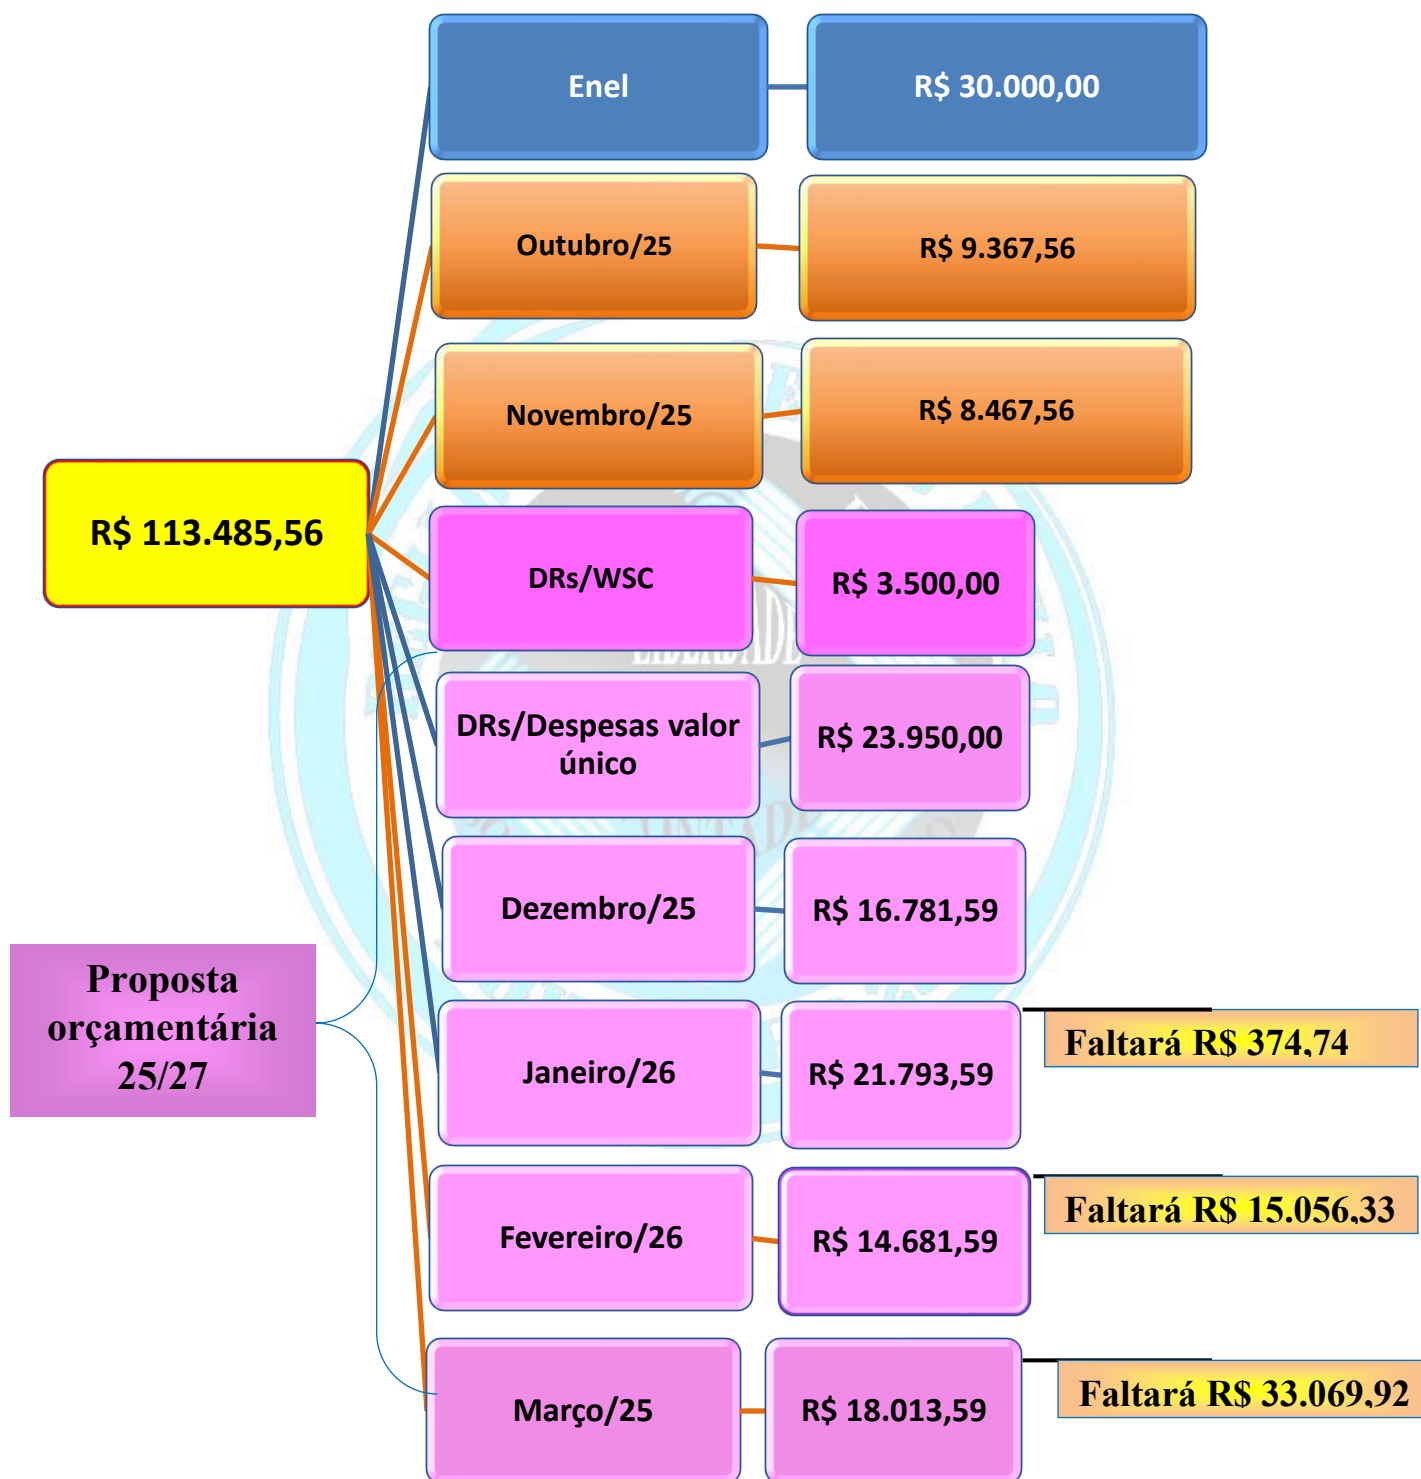 Enel
R$ 30.000,00
Outubro/25
R$ 9.367,56
Novembro/25
R$ 8.467,56
R$ 113.485,56
DRs/WSC
R$ 3.500,00
DRs/Despesas valor
único
R$ 23.950,00
Dezembro/25
R$ 16.781,59
Proposta
orçamentária
25/27
Janeiro/26
R$ 21.793,59
Faltará R$ 374,74
Fevereiro/26
R$ 14.681,59
Faltará R$ 15.056,33
Março/25
R$ 18.013,59
Faltará R$ 33.069,92